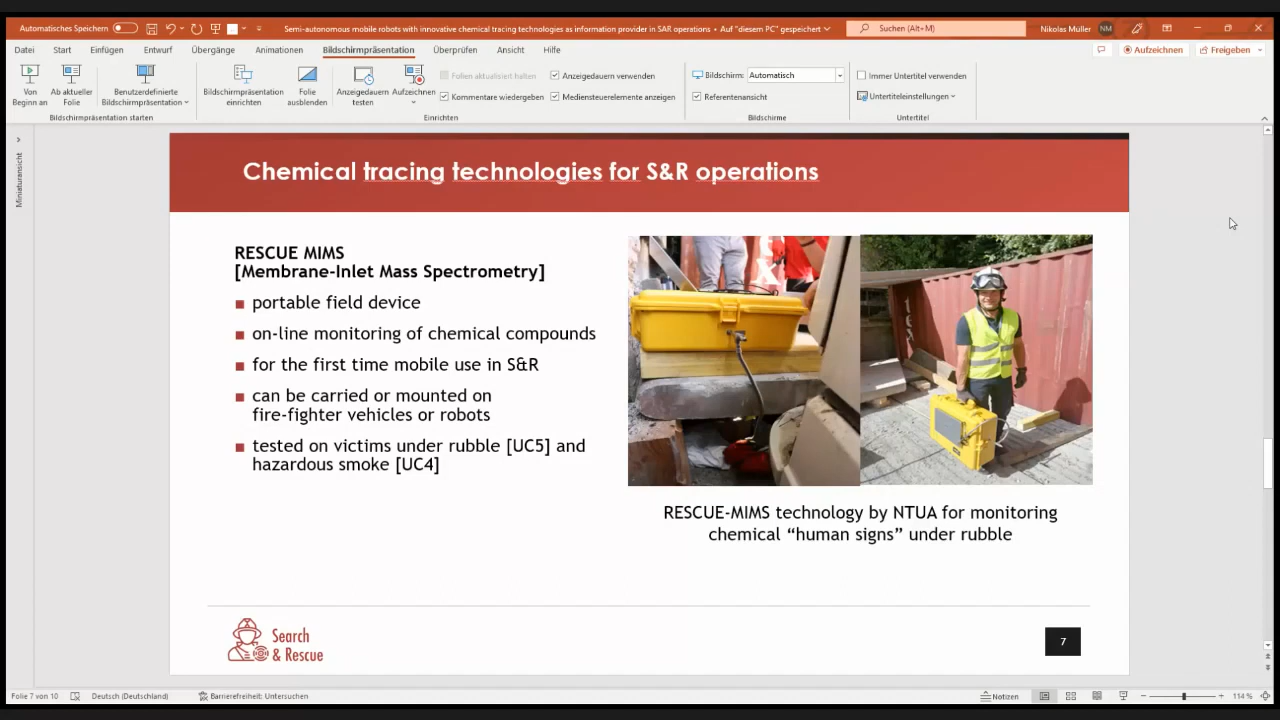 Automatisches Speichern
Semi-autonomous mobile robots with innovative chemical tracing technologies as information provider in SAR operations • Auf "diesem PC" gespeichert
Suchen (Alt+M)
Nikolas Muller
NM
Datei
Start
Einfügen
Entwurf
Übergänge
Animationen
Bildschirmpräsentation
Überprüfen
Ansicht
Hilfe
Aufzeichnen
Freigeben
Von
Beginn an
Ab aktueller
Folie
Benutzerdefinierte
Bildschirmpräsentation
Bildschirmpräsentation starten
Bildschirmpräsentation
einrichten
Folie
ausblenden
Anzeigedauern
testen
Aufzeichnen
Folien aktualisiert halten
Kommentare wiedergeben
Anzeigedauern verwenden
Mediensteuerelemente anzeigen
Einrichten
Bildschirm:
Automatisch
Referentenansicht
Bildschirme
Immer Untertitel verwenden
Untertiteleinstellungen
Untertitel
Miniaturansicht
Chemical tracing technologies for S&R operations
RESCUE MIMS
[Membrane-Inlet Mass Spectrometry]
portable field device
on-line monitoring of chemical compounds
for the first time mobile use in S&R
can be carried or mounted on
fire-fighter vehicles or robots
tested on victims under rubble [UC5] and
hazardous smoke [UC4]
RESCUE-MIMS technology by NTUA for monitoring
chemical “human signs” under rubble
Search
& Rescue
7
Folie 7 von 10
Deutsch (Deutschland)
Barrierefreiheit: Untersuchen
Notizen
114 %